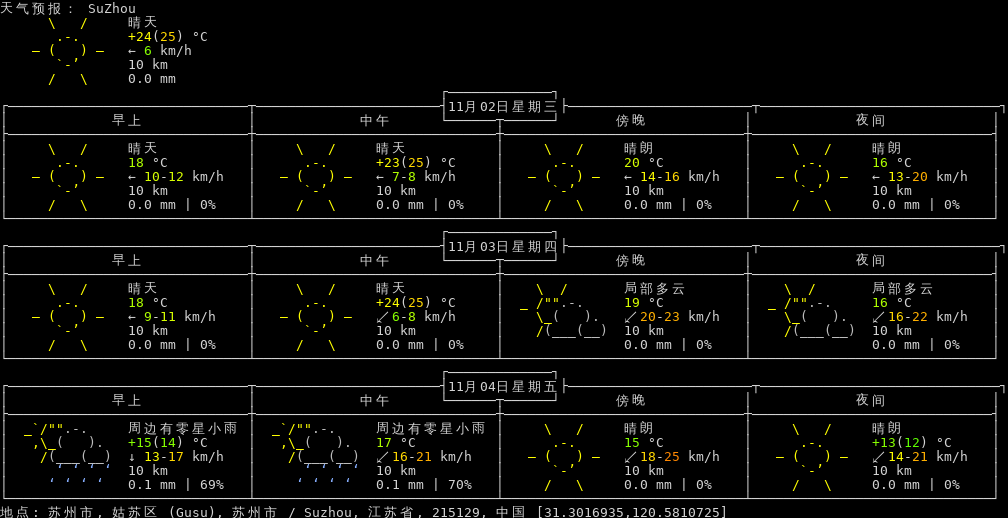 天气预报: SuZhou
晴天
+24(25) °C
← 6 km/h
10 km
0.0 mm
11月02日星期三
早上 中午 傍晚 夜间
晴天 晴天 晴朗 晴朗
18 °C +23(25) °C 20 °C 16 °C
← 10-12 km/h ← 7-8 km/h ← 14-16 km/h ← 13-20 km/h
10 km 10 km 10 km 10 km
0.0 mm | 0% 0.0 mm | 0% 0.0 mm | 0% 0.0 mm | 0%
11月03日星期四
早上 中午 傍晚 夜间
晴天 晴天 局部多云 局部多云
18 °C +24(25) °C 19 °C 16 °C
← 9-11 km/h ↙ 6-8 km/h ↙ 20-23 km/h ↙ 16-22 km/h
10 km 10 km 10 km 10 km
0.0 mm | 0% 0.0 mm | 0% 0.0 mm | 0% 0.0 mm | 0%
11月04日星期五
早上 中午 傍晚 夜间
周边有零星小雨 周边有零星小雨 晴朗 晴朗
+15(14) °C 17 °C 15 °C +13(12) °C
↓ 13-17 km/h ↙ 16-21 km/h ↙ 18-25 km/h ↙ 14-21 km/h
10 km 10 km 10 km 10 km
0.1 mm | 69% 0.1 mm | 70% 0.0 mm | 0% 0.0 mm | 0%
地点: 苏州市, 姑苏区 (Gusu), 苏州市 / Suzhou, 江苏省, 215129, 中国 [31.3016935,120.5810725]